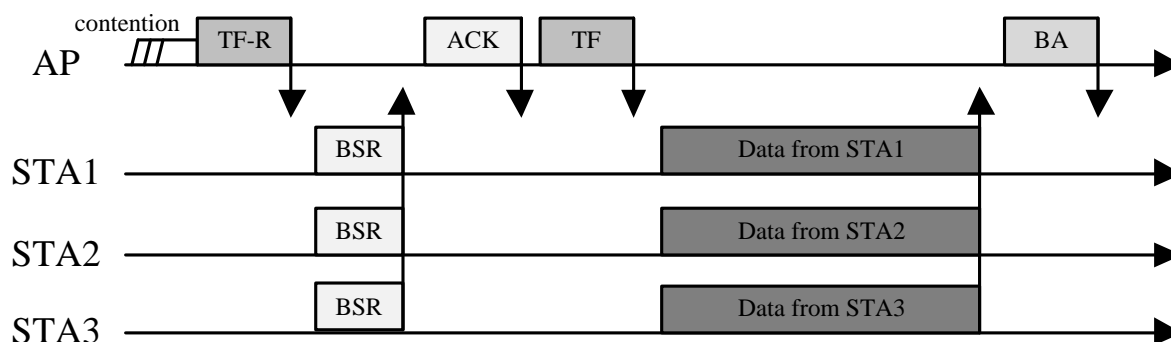 contention
AP
TF-R
ACK
TF
BA
STA1
BSR
Data from STA1
STA2
BSR
Data from STA2
STA3
BSR
Data from STA3